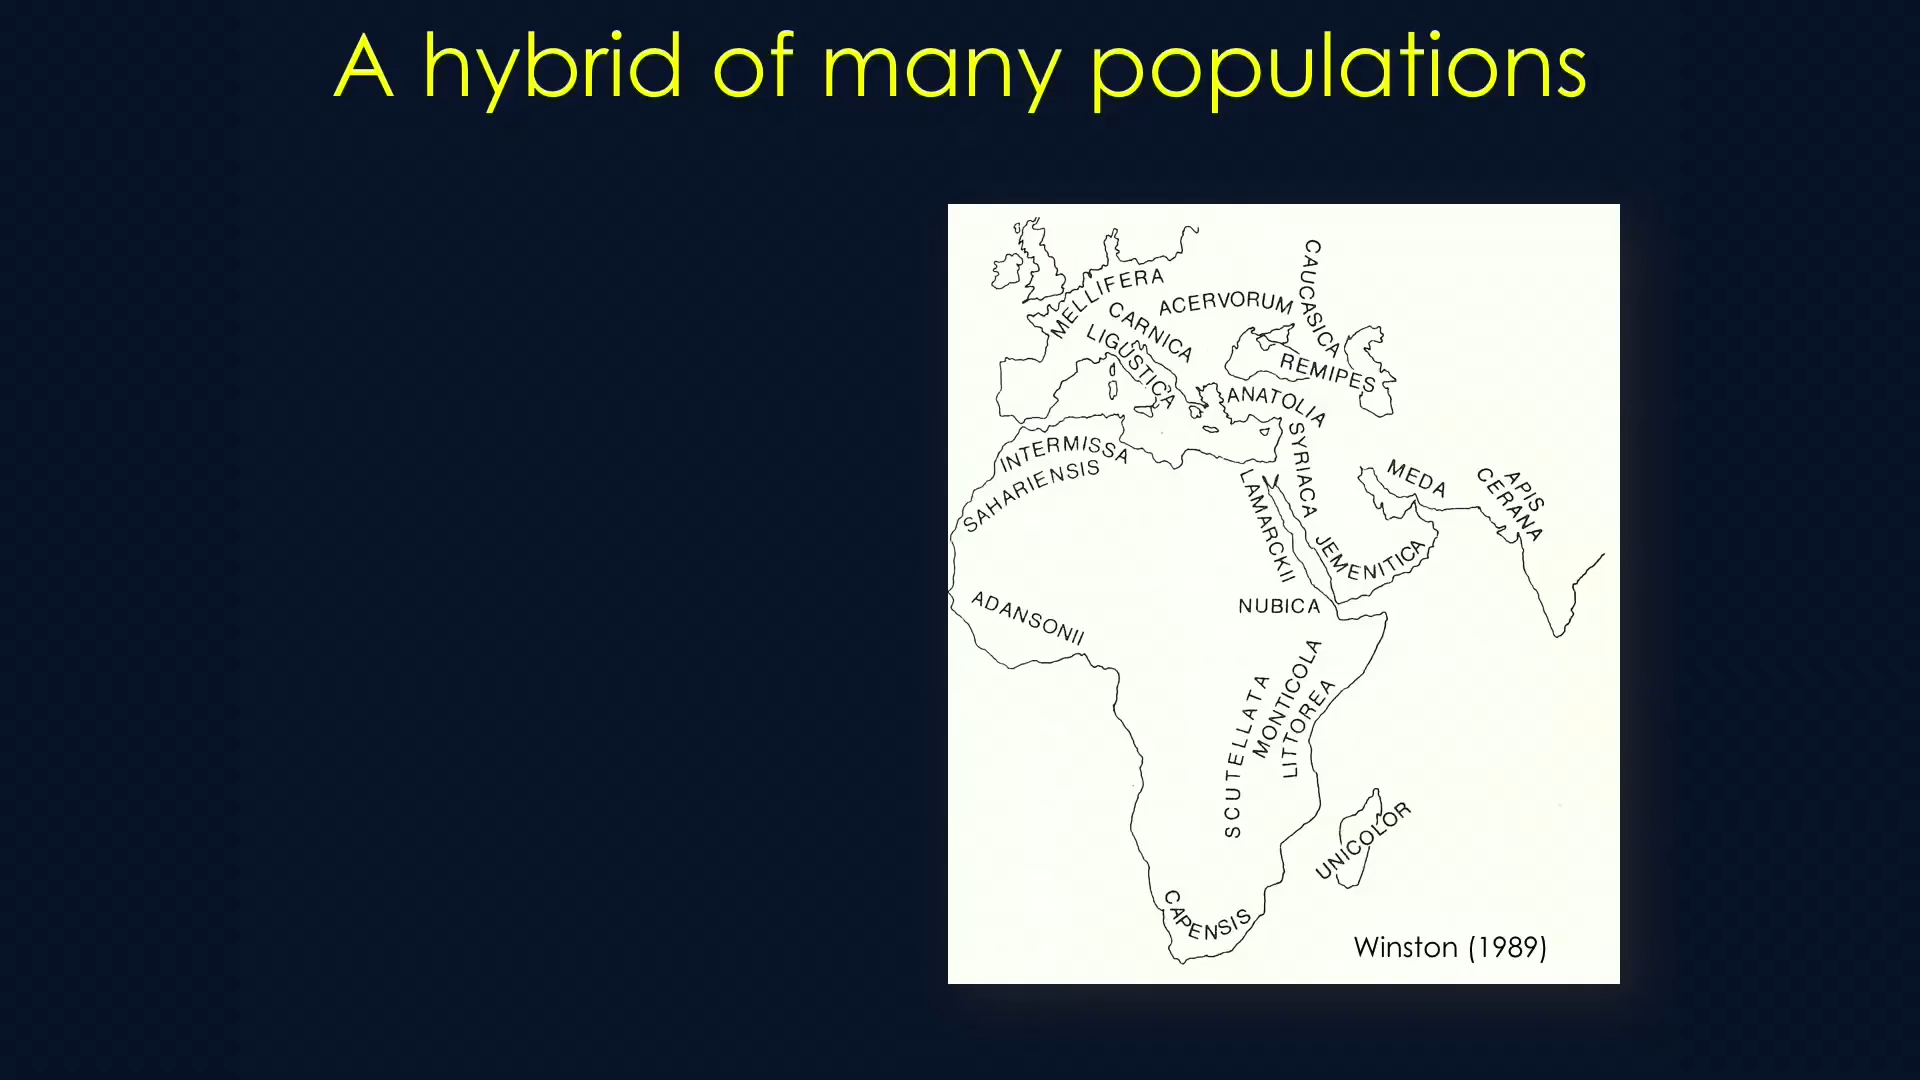 A hybrid of many populations
CAUCASICA
MELLIFERA
ACERVORUM
CARNICA
LIGUSTICA
REMIPES
ANATOLIA
SYRIACA
INTERMISSA
SAHARIENSIS
LAMARCKII
MEDA
APIS
CERANA
JEMENITICA
ADANSONII
NUBICA
SCUTELLATA
MONTICOLA
LITTOREA
UNICOLOR
CAPENSIS
Winston (1989)